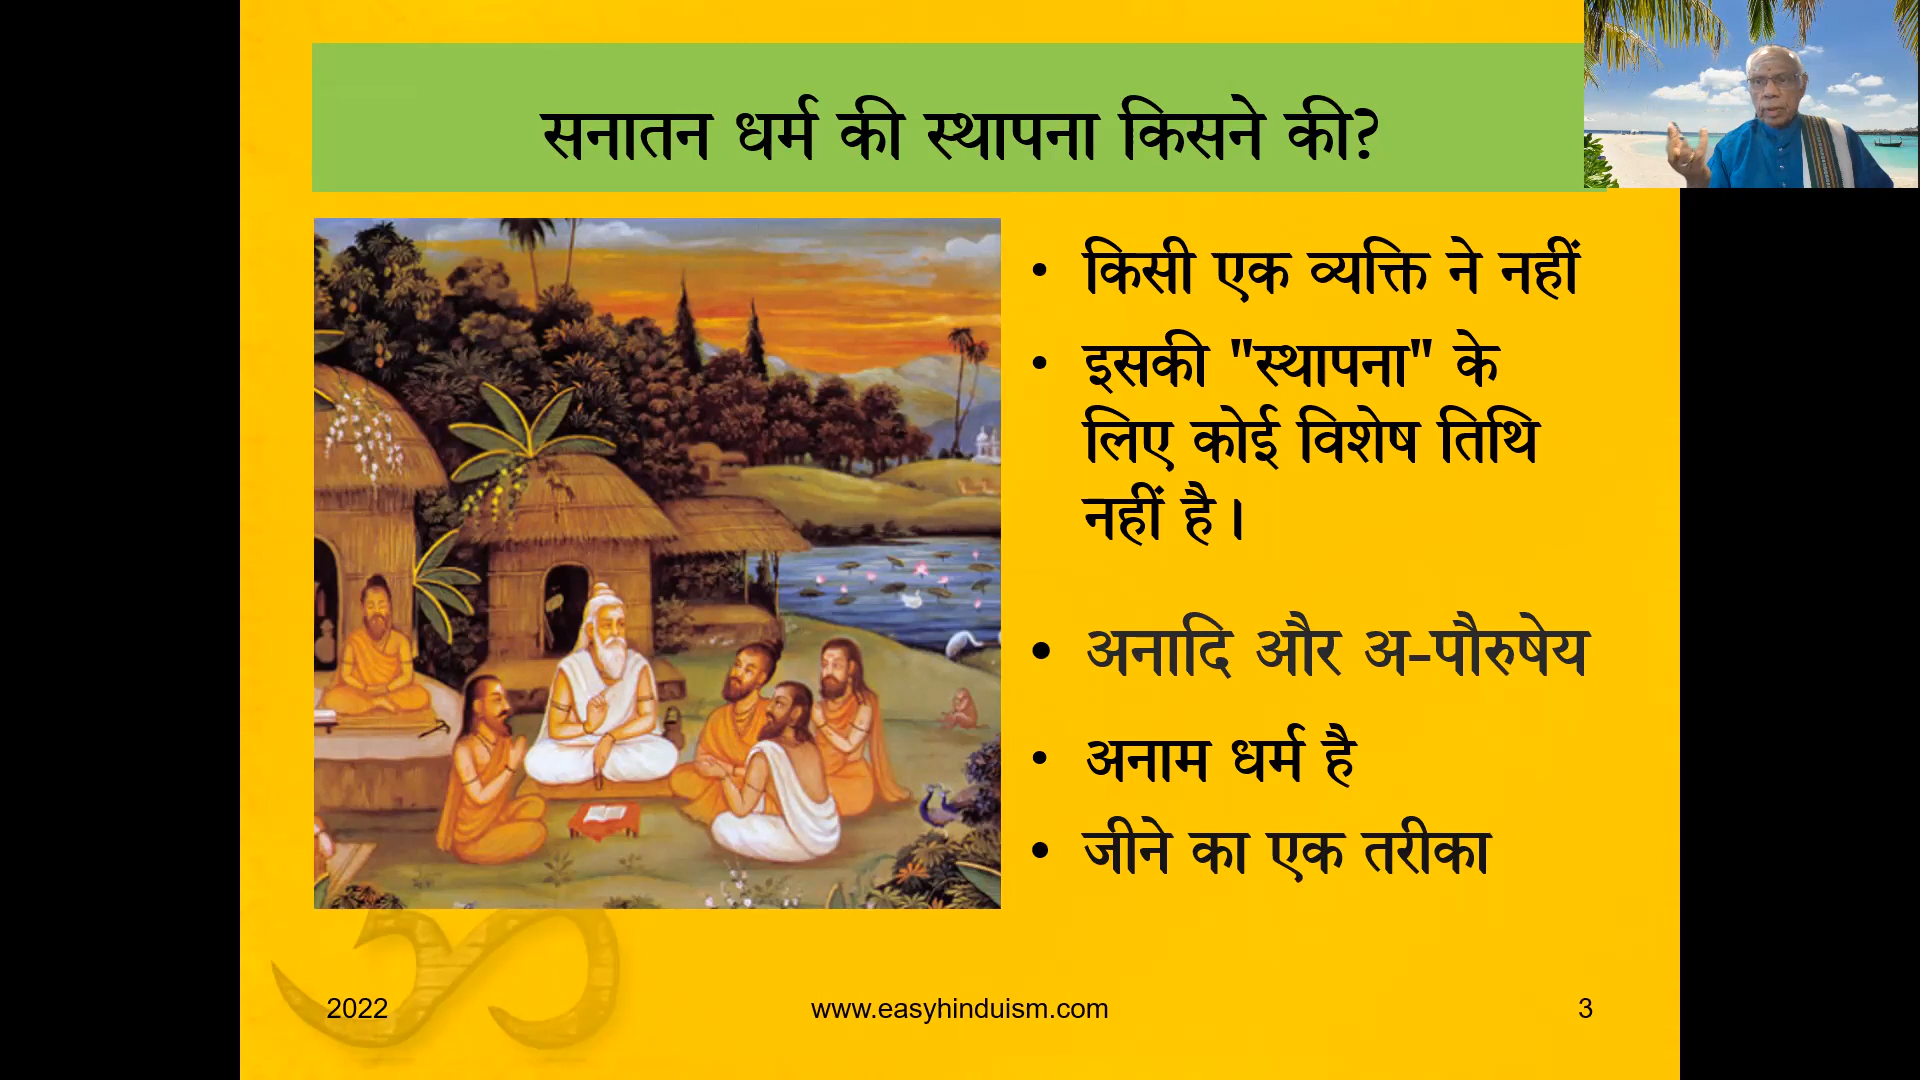 सनातन धर्म की स्थापना किसने की?
• किसी एक व्यक्ति ने नहीं
• इसकी "स्थापना" के
लिए कोई विशेष तिथि
नहीं है।
• अनादि और अ-पौरुषेय
• अनाम धर्म है
• जीने का एक तरीका
ॐ
2022
www.easyhinduism.com
3